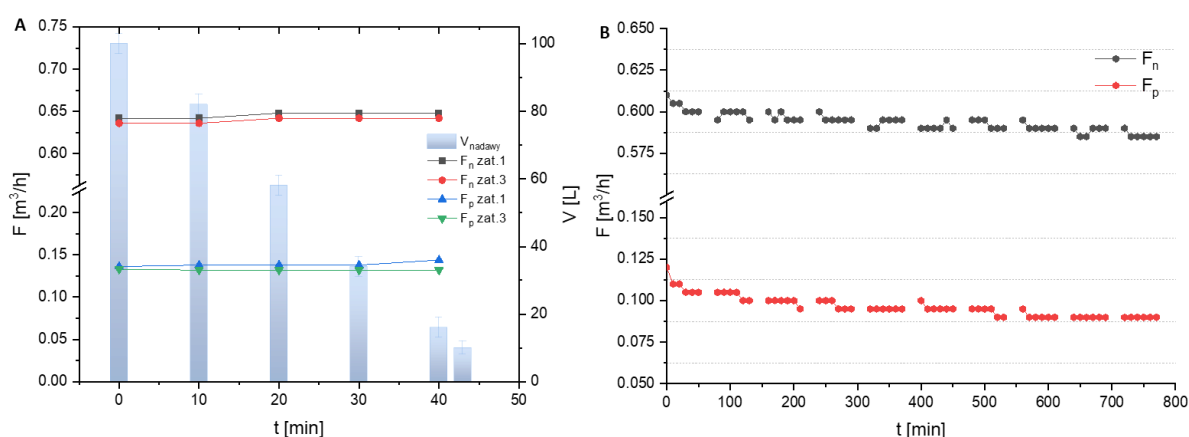 A
F [m³/h]
0.75
0.70
0.65
0.60
0.20
0.15
0.10
0.05
0.00
V nadawy
Fn zat.1
Fn zat.3
Fp zat.1
Fp zat.3
100
80
60
40
20
0
V [L]
0 10 20 30 40 50
t [min]
B
F [m³/h]
0.650
0.625
0.600
0.575
0.150
0.125
0.100
0.075
0.050
Fn
Fp
0 100 200 300 400 500 600 700 800
t [min]